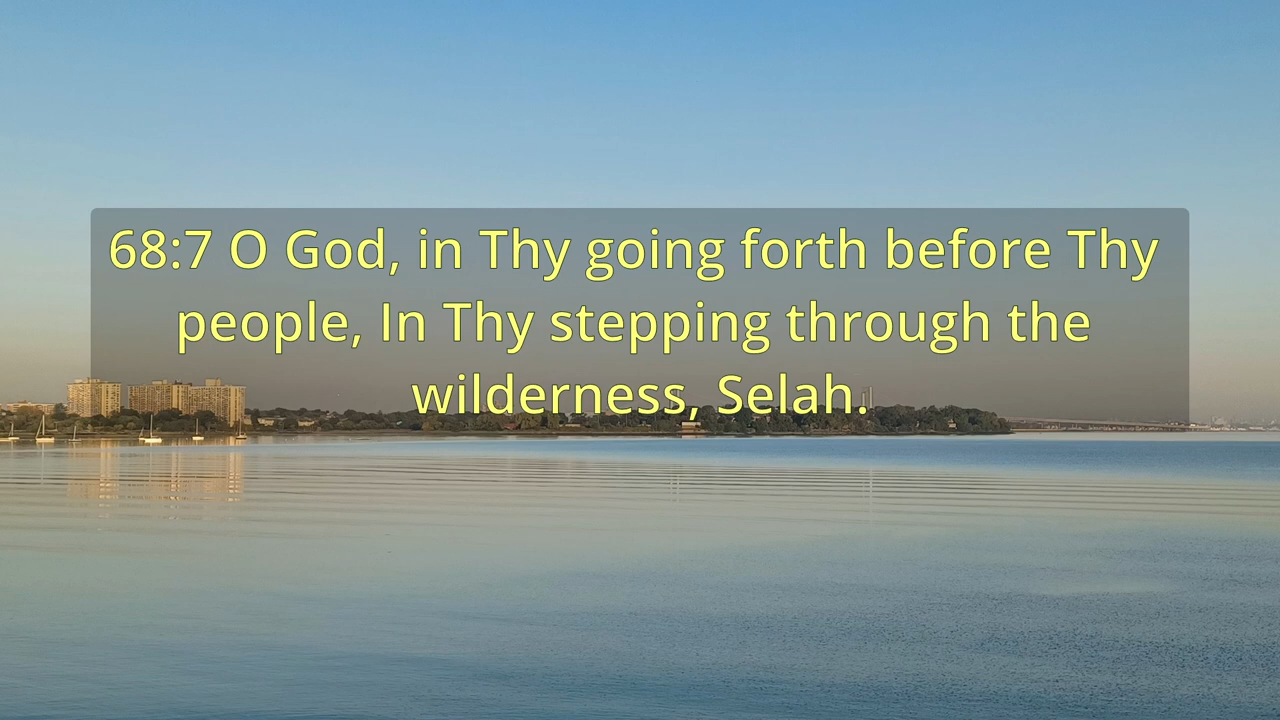 68:7 O God, in Thy going forth before Thy
people, In Thy stepping through the
wilderness, Selah.